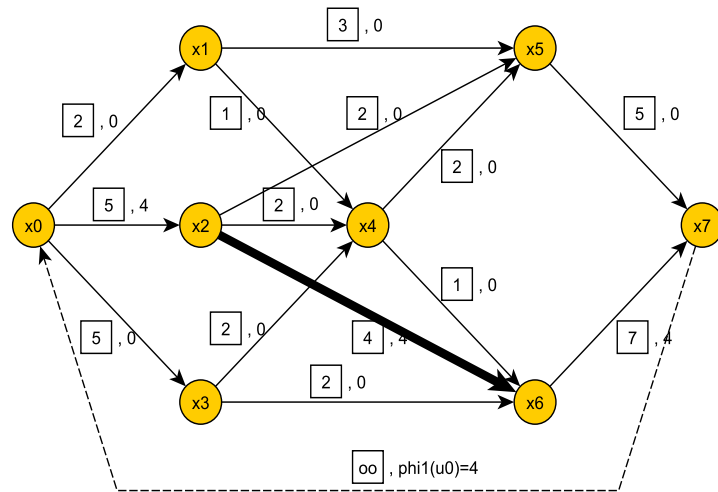 3 , 0
x1
x5
2 , 0
1 , 0
2 , 0
5 , 0
2 , 0
5 , 4
2 , 0
x0
x2
x4
x7
1 , 0
5 , 0
2 , 0
4 , 4
7 , 4
2 , 0
x3
x6
oo , phi1(u0)=4